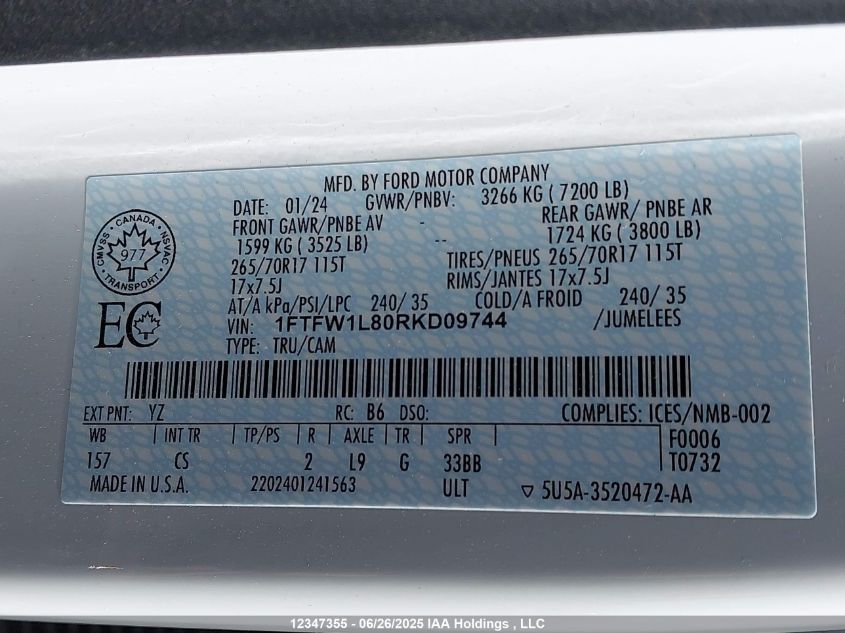 MFD. BY FORD MOTOR COMPANY
DATE: 01/24 GVWR/PNBV: 3266 KG ( 7200 LB)
FRONT GAWR/PNBE AV - REAR GAWR/ PNBE AR
1599 KG ( 3525 LB) -- 1724 KG ( 3800 LB)
265/70R17 115T TIRES/PNEUS 265/70R17 115T
17x7.5J RIMS/JANTES 17x7.5J
AT/A kPa/PSI/LPC 240/ 35 COLD/A FROID 240/ 35
VIN: 1FTFW1L80RKD09744 /JUMELEES
TYPE: TRU/CAM
CANADA
CMVSS
NSVAC
977
TRANSPORT
EC
EXT PNT: YZ RC: B6 DSO: COMPLIES: ICES/NMB-002
WB INT TR TP/PS R AXLE TR SPR F0006
157 CS 2 L9 G 33BB T0732
MADE IN U.S.A. 2202401241563 ULT ▽ 5U5A-3520472-AA
12347355 - 06/26/2025 IAA Holdings , LLC